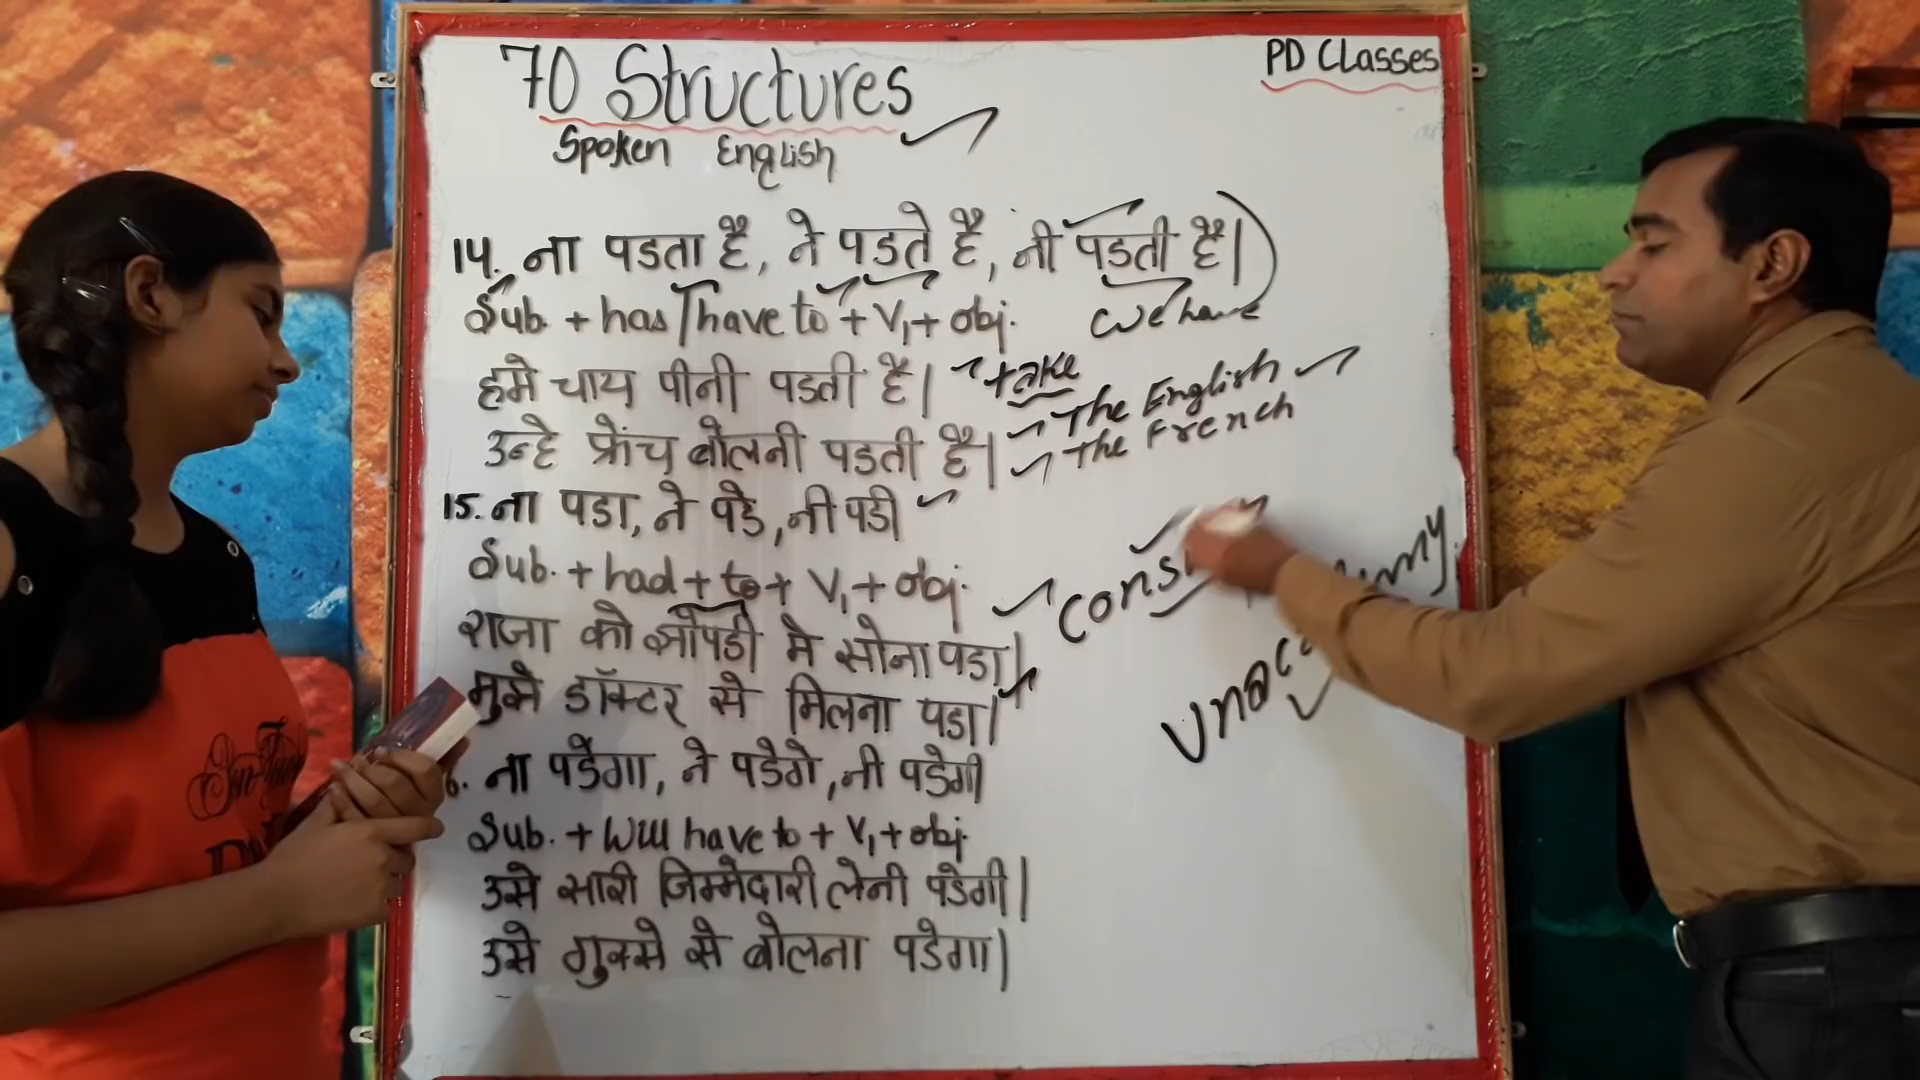 70 Structures
PD Classes
Spoken English
14. ना पडता है, ने पडते है, नी पडती है।
Sub. + has/have to + V1 + obj.
We have
हमे चाय पीनी पडती है।
take
The English
उन्हे फ्रेंच बोलनी पडती है।
The French
15. ना पडा, ने पडे, नी पडी
Sub. + had + to + V1 + obj.
राजा को झोपडी मे सोना पडा।
मुझे डॉक्टर से मिलना पडा।
ना पडेगा, ने पडेगे, नी पडेगी
Sub. + Will have to + V1 + obj.
उसे सारी जिम्मेदारी लेनी पडेगी।
उसे गुस्से से बोलना पडेगा।